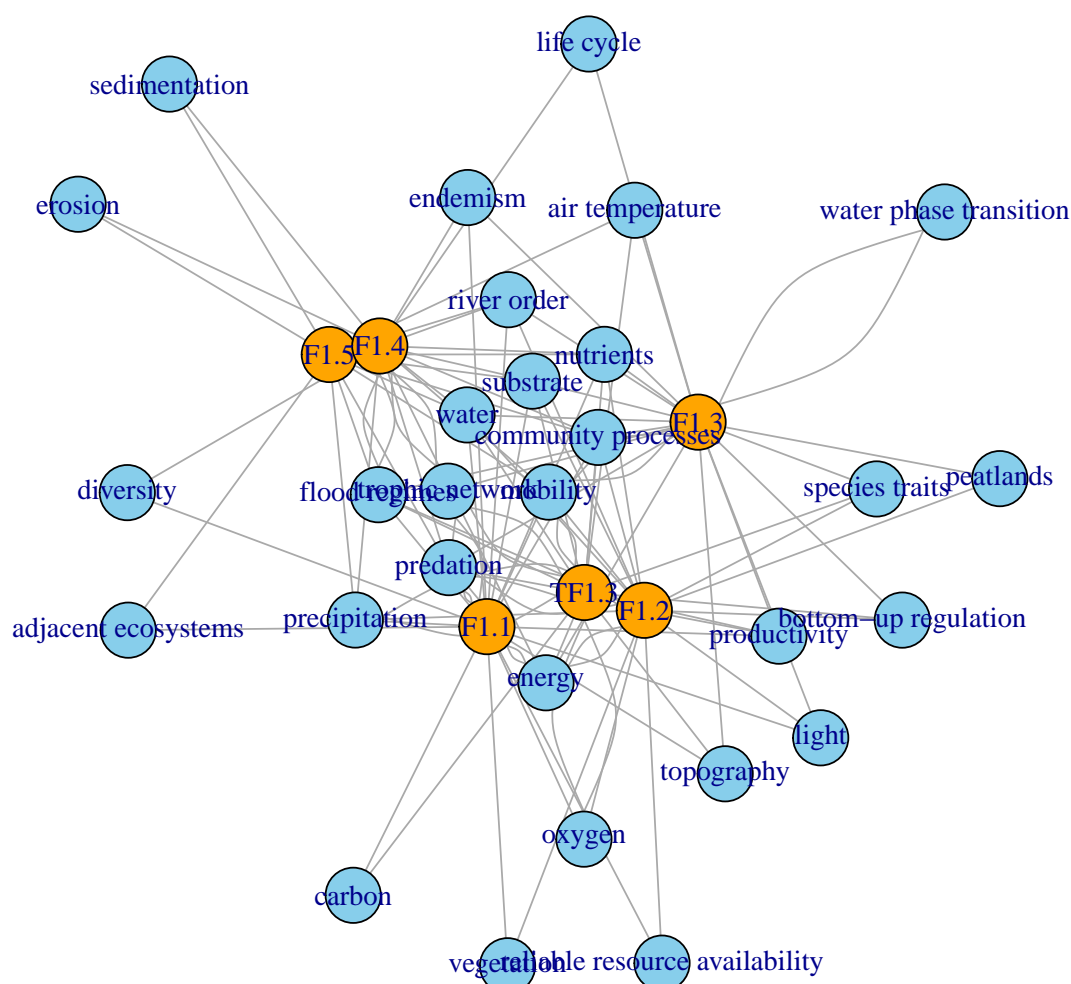 life cycle
sedimentation
endemism
air temperature
water phase transition
erosion
river order
F1.5
F1.4
nutrients
substrate
water
F1.3
community processes
diversity
flood regimes
trophic network
mobility
species traits
peatlands
predation
TF1.3
F1.2
adjacent ecosystems
precipitation
F1.1
bottom-up regulation
productivity
energy
light
topography
oxygen
carbon
vegetation
reliable resource availability